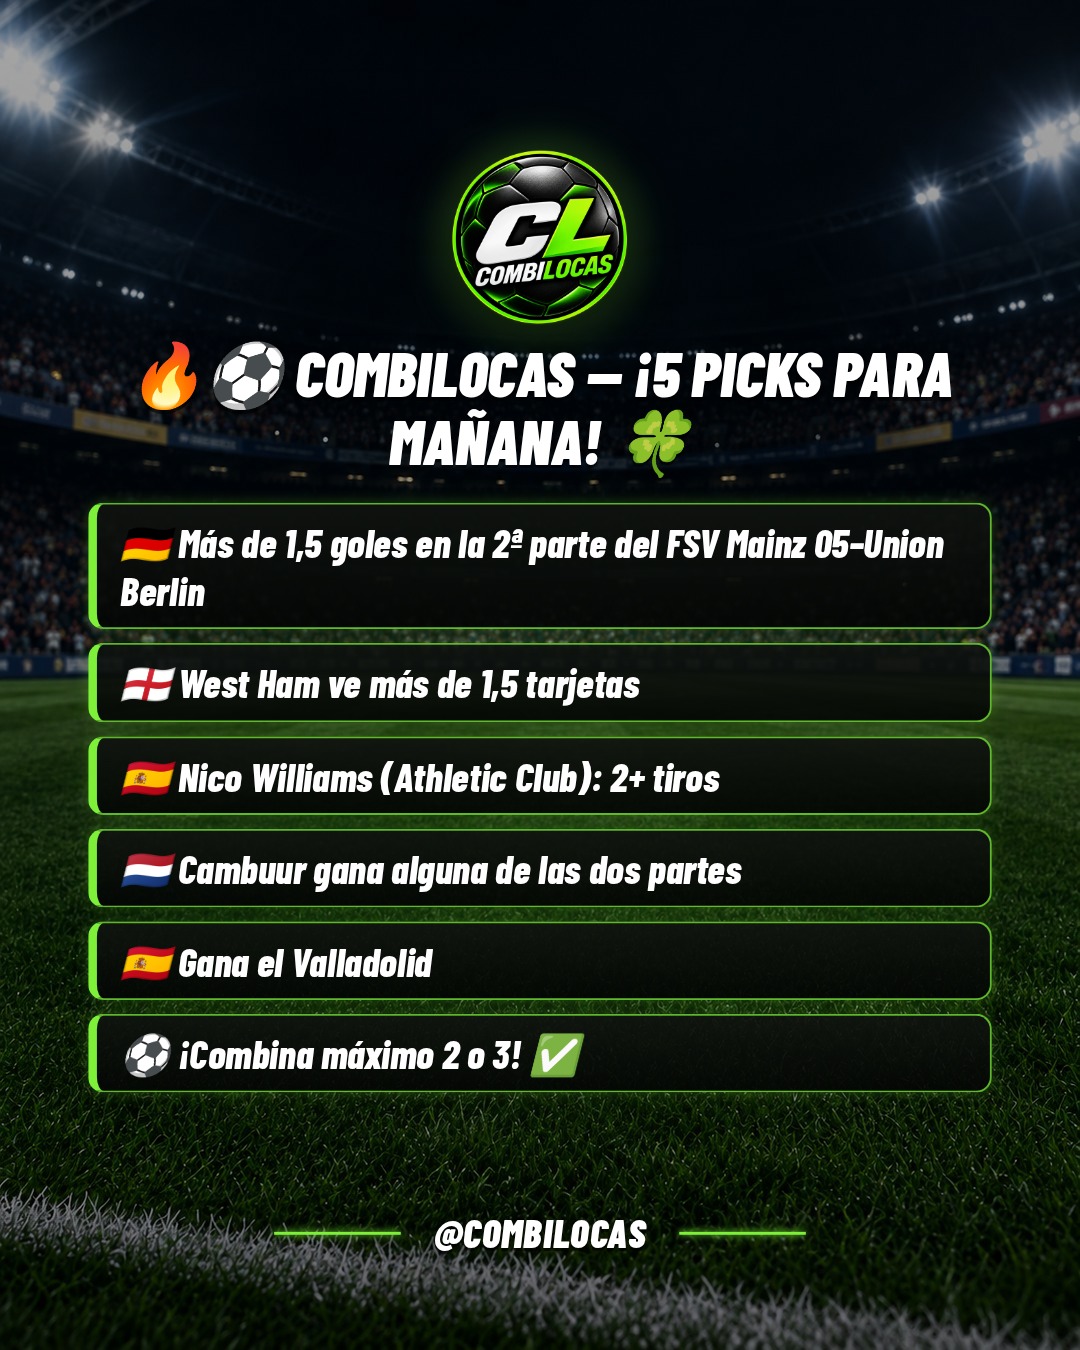 CL
COMBILOCAS
🔥⚽ COMBILOCAS – ¡5 PICKS PARA
MAÑANA! 🍀
🇩🇪 Más de 1,5 goles en la 2ª parte del FSV Mainz 05–Union
Berlin
🏴󠁧󠁢󠁥󠁮󠁧󠁿 West Ham ve más de 1,5 tarjetas
🇪🇸 Nico Williams (Athletic Club): 2+ tiros
🇳🇱 Cambuur gana alguna de las dos partes
🇪🇸 Gana el Valladolid
⚽ ¡Combina máximo 2 o 3! ✅
@COMBILOCAS